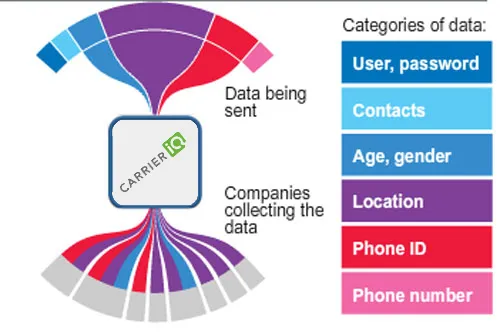 Categories of data:
User, password
Data being
sent
Contacts
CARRIER iQ
Age, gender
Companies
collecting the
data
Location
Phone ID
Phone number